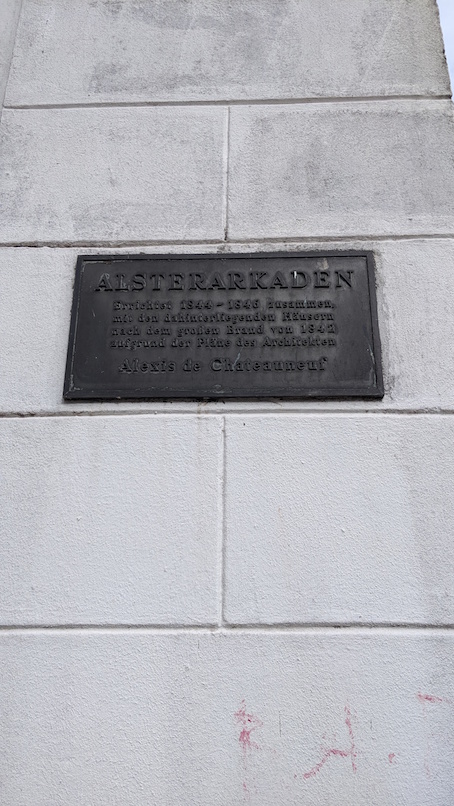 ALSTERARKADEN
Errichtet 1844-1846 zusammen,
mit den dahinterliegenden Häusern
nach dem großen Brand von 1842
aufgrund der Pläne des Architekten
Alexis de Chateauneuf